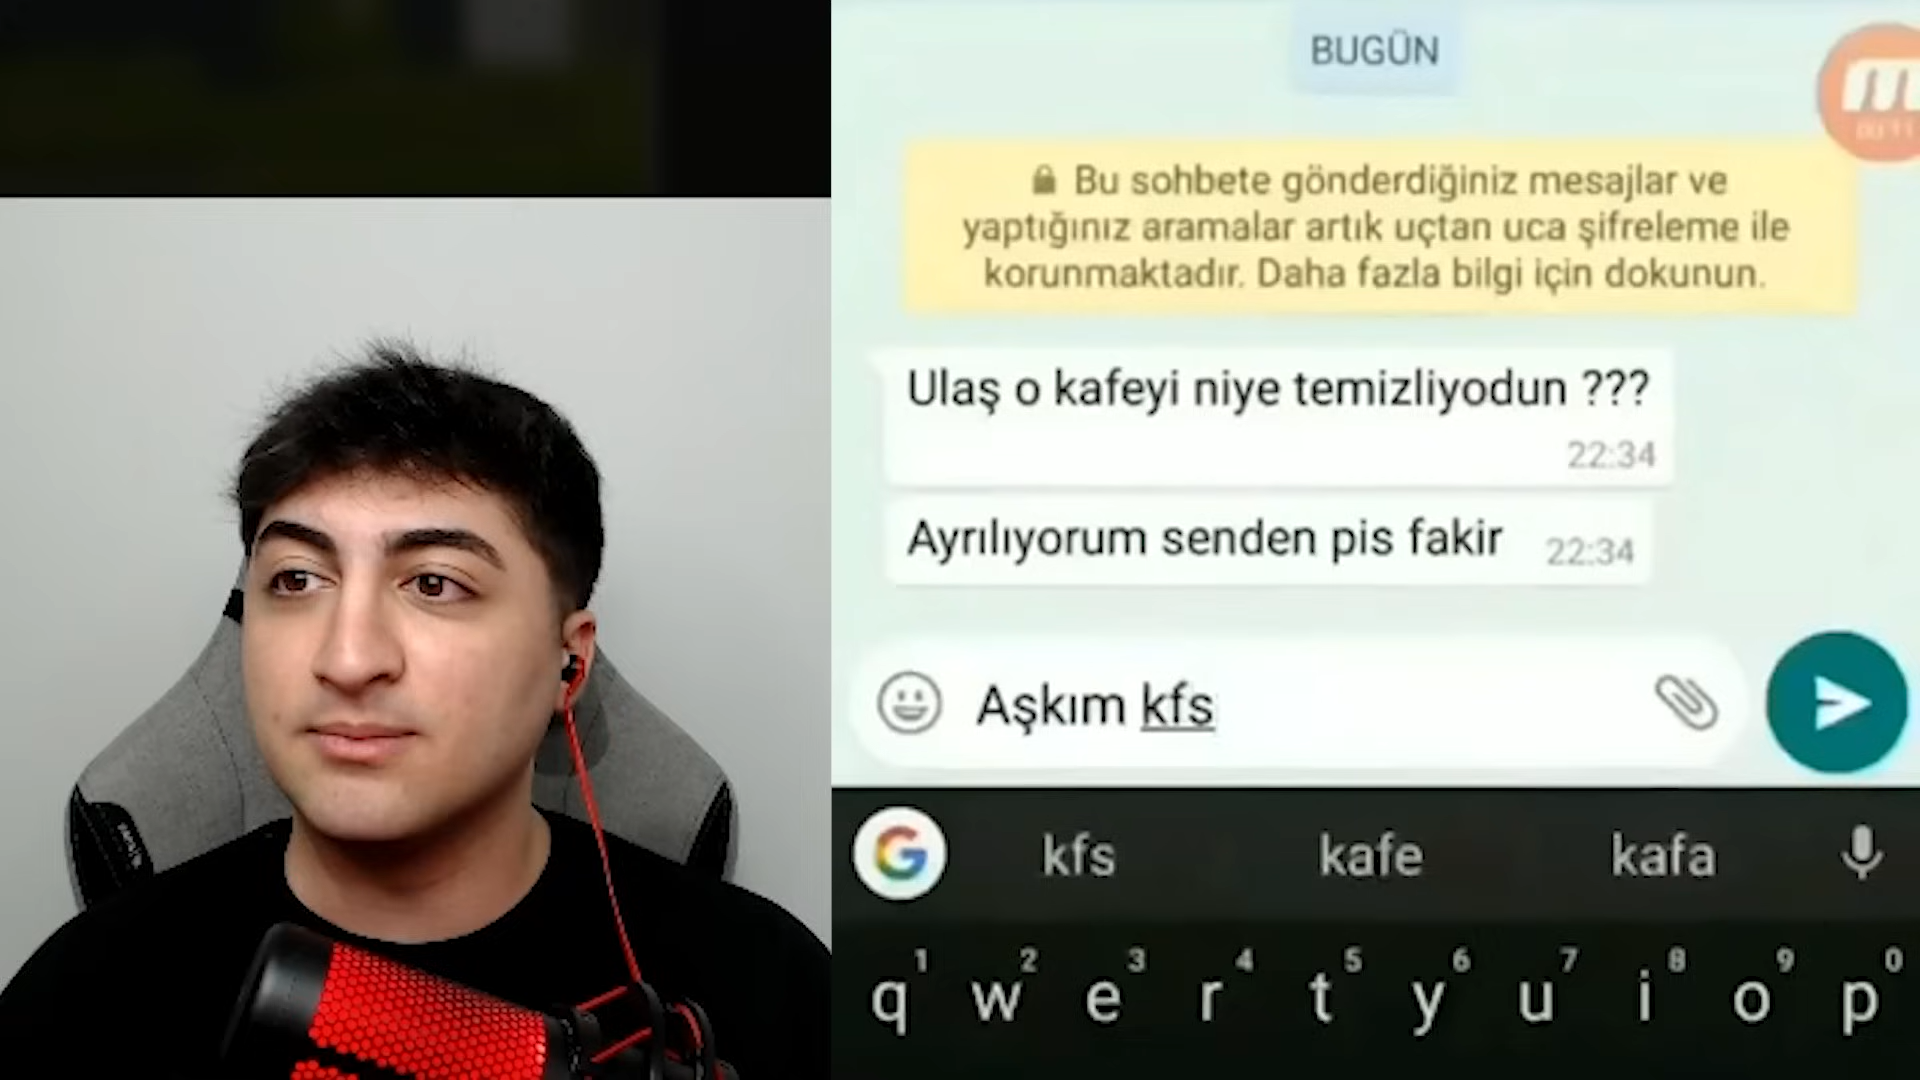 BUGÜN
Bu sohbete gönderdiğiniz mesajlar ve
yaptığınız aramalar artık uçtan uca şifreleme ile
korunmaktadır. Daha fazla bilgi için dokunun.
Ulaş o kafeyi niye temizliyodun ???
22:34
Ayrılıyorum senden pis fakir 22:34
Aşkım kfs
kfs kafe kafa
1 2 3 4 5 6 7 8 9 0
q w e r t y u i o p